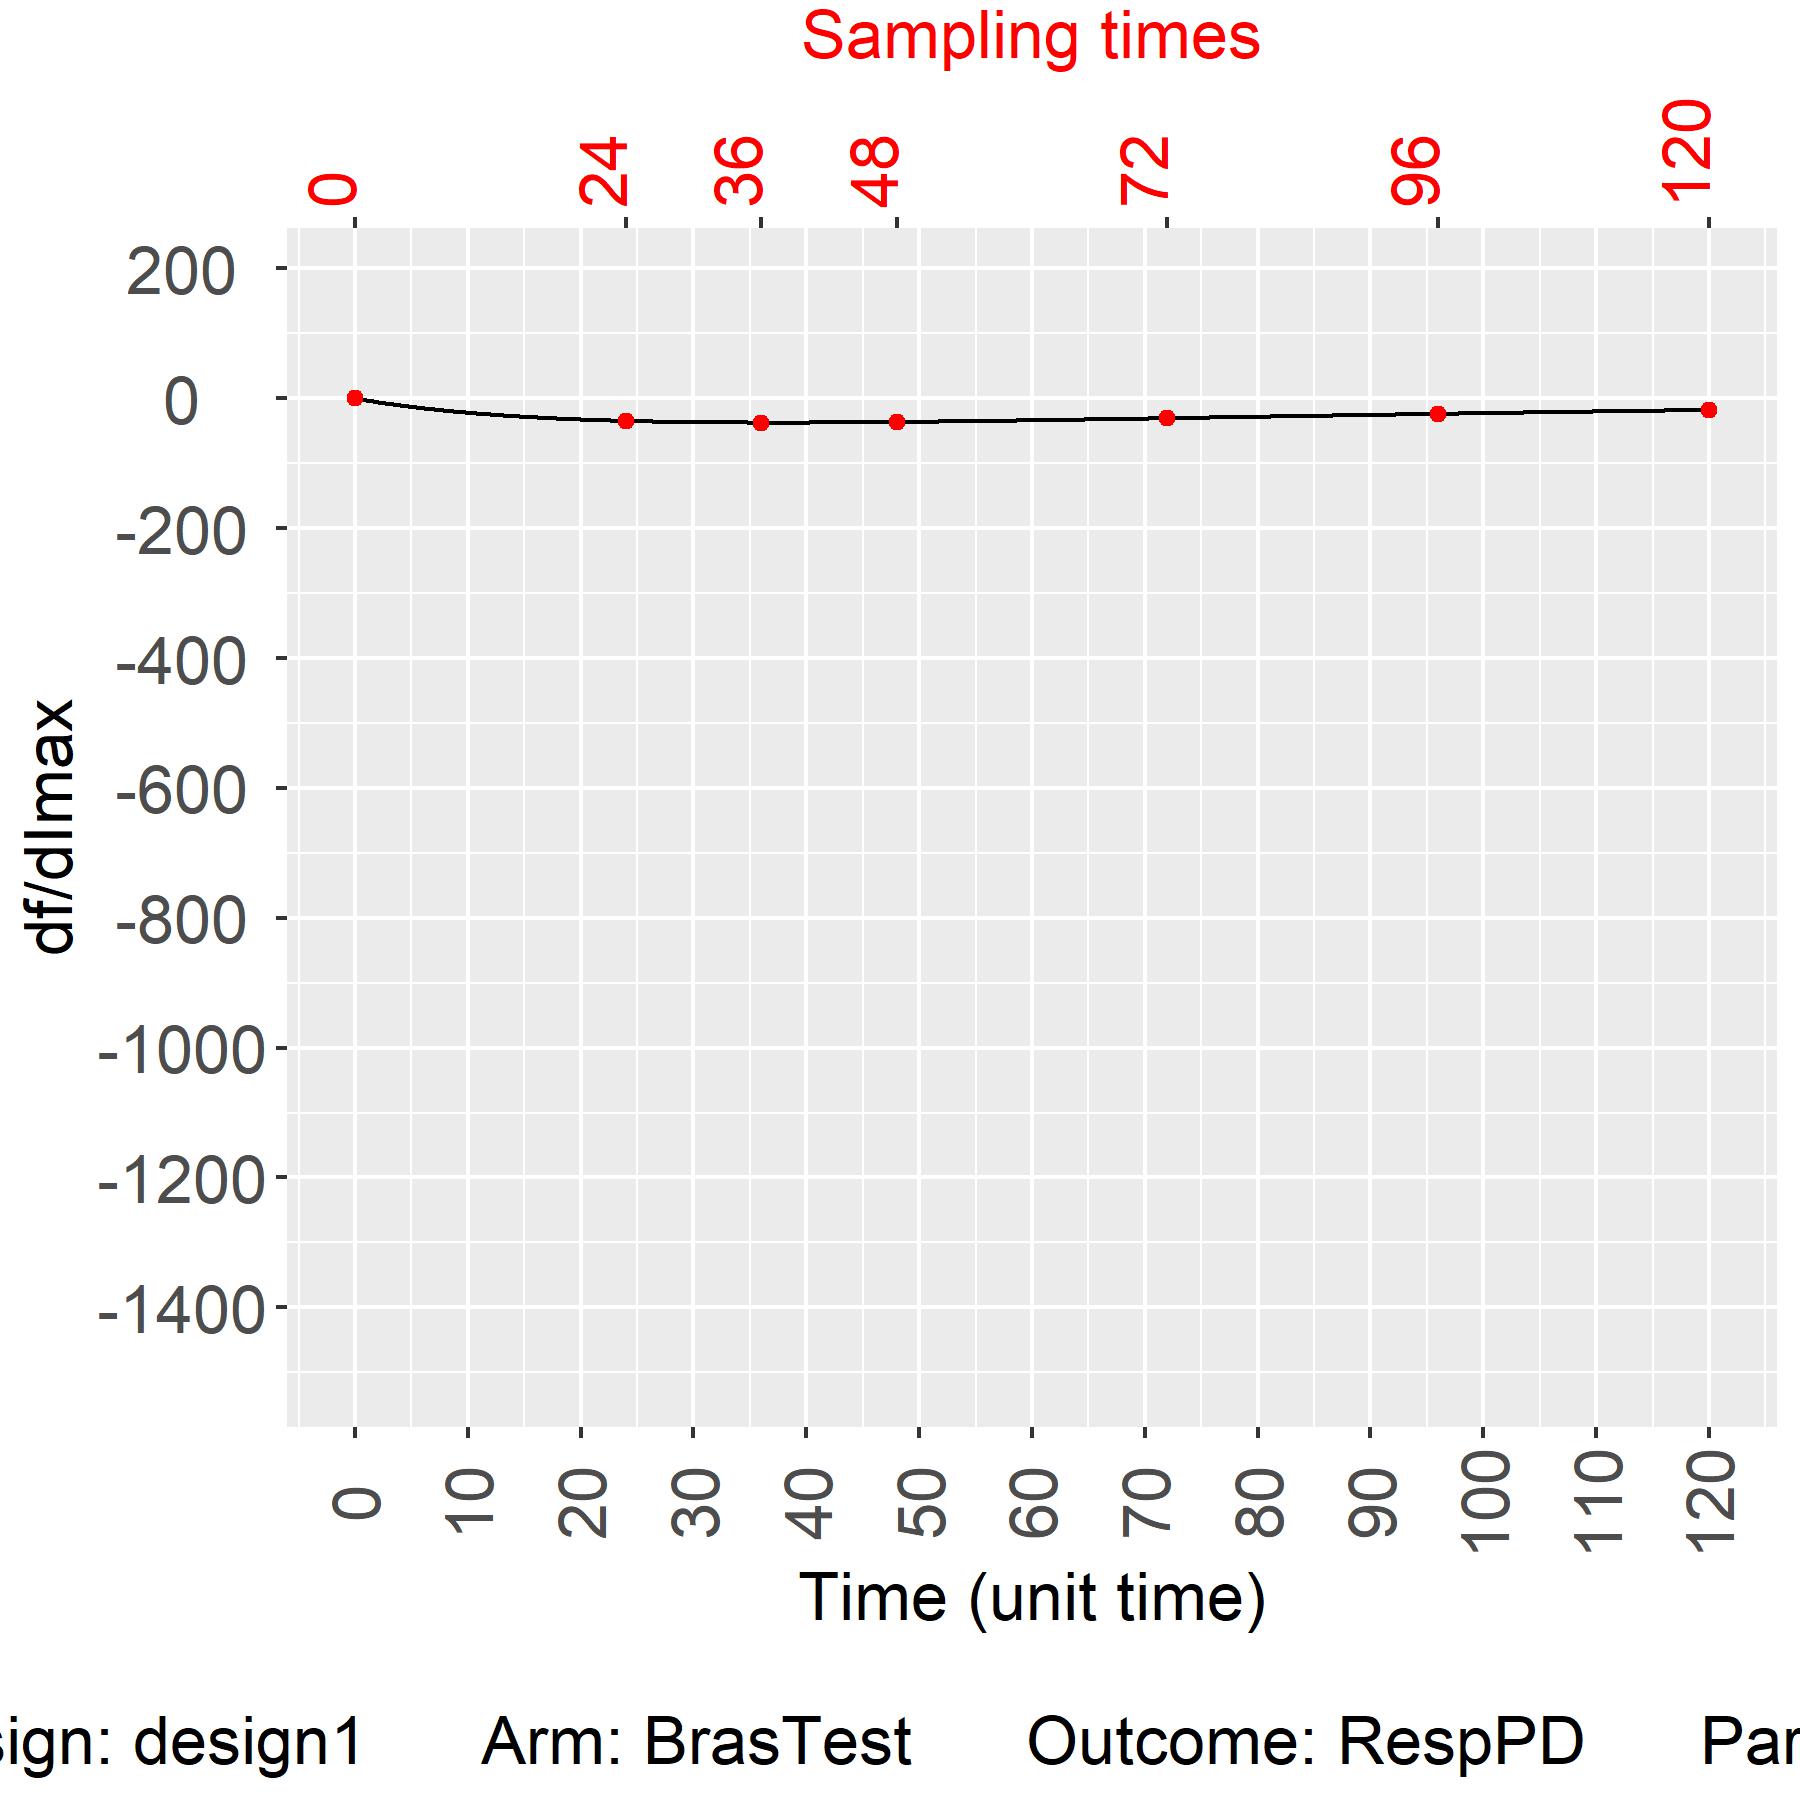 Sampling times
0 24 36 48 72 96 120
200
0
-200
-400
-600
-800
-1000
-1200
-1400
df/dImax
0 10 20 30 40 50 60 70 80 90 100 110 120
Time (unit time)
sign: design1 Arm: BrasTest Outcome: RespPD Par